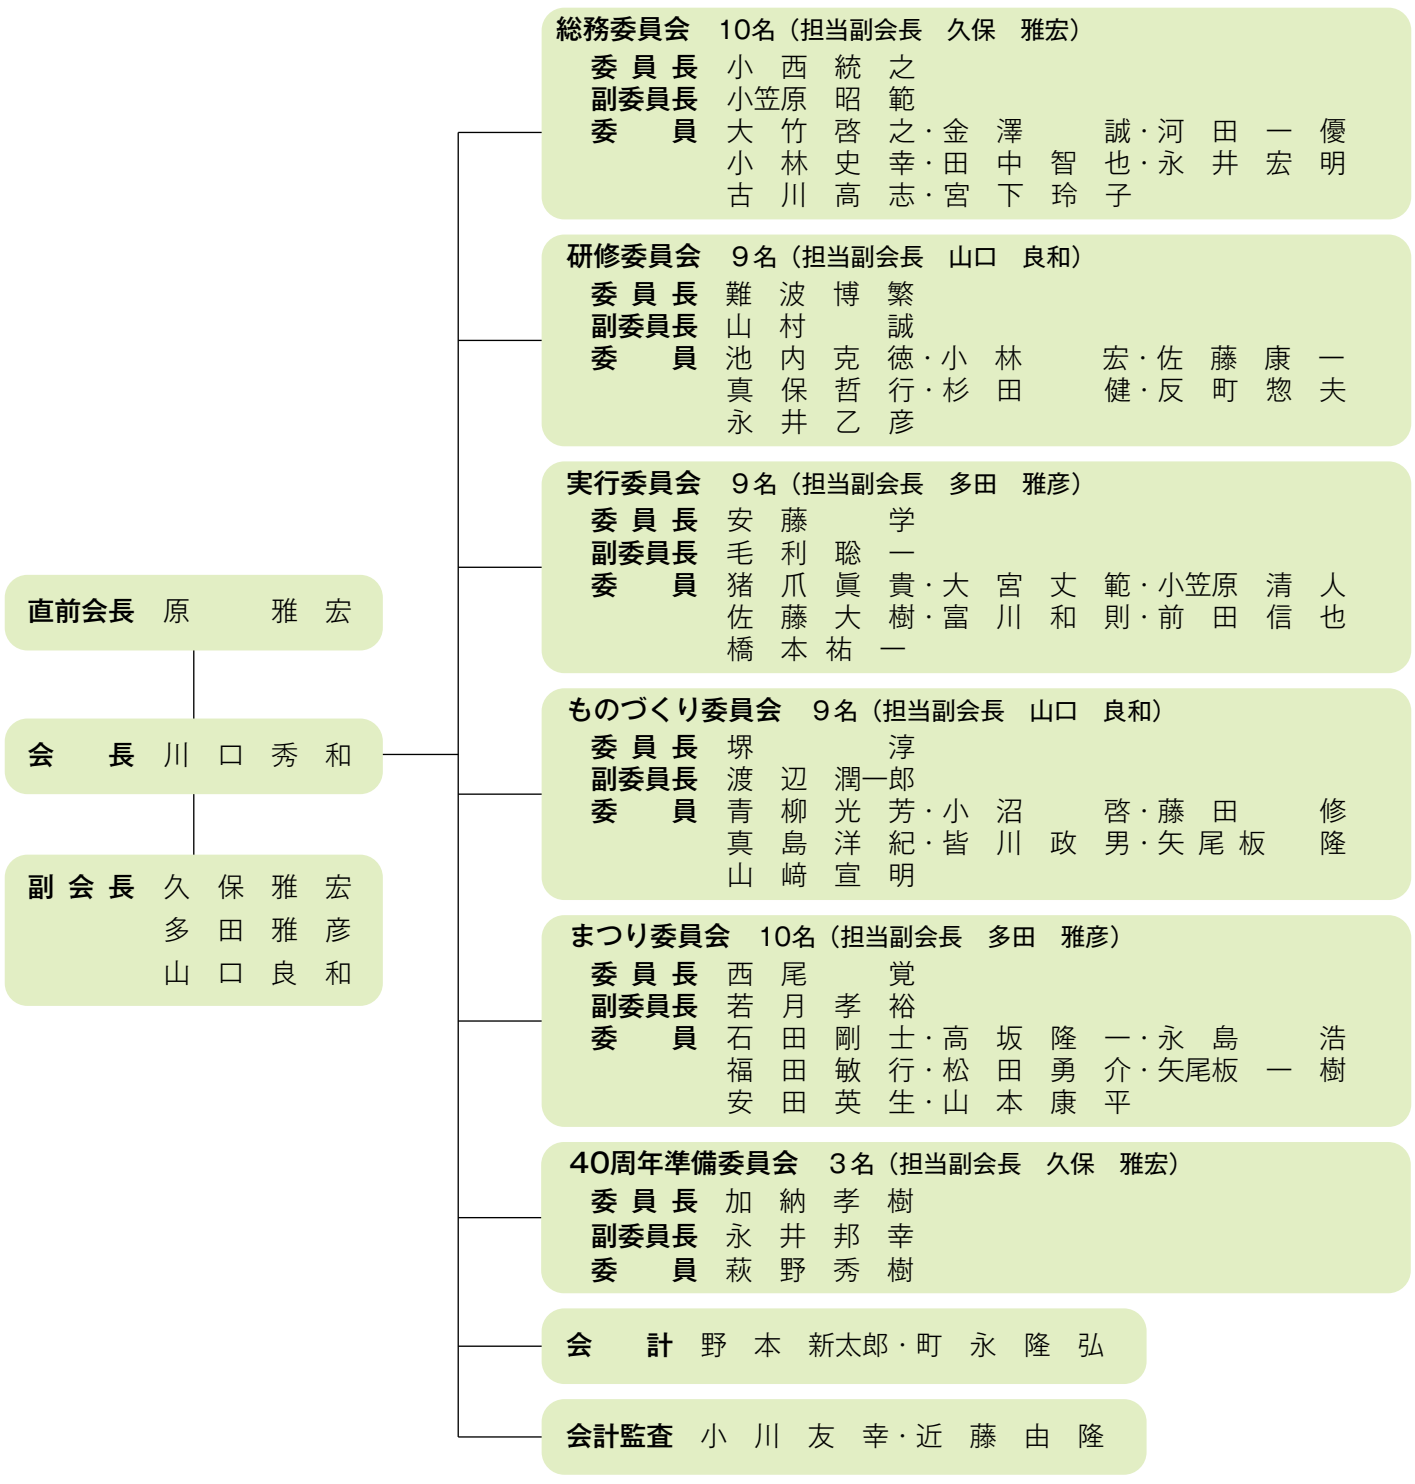 直前会長 原 雅 宏
会 長 川 口 秀 和
副 会 長 久 保 雅 宏
多 田 雅 彦
山 口 良 和
総務委員会 10名（担当副会長 久保 雅宏）
委 員 長 小 西 統 之
副委員長 小笠原 昭 範
委 員 大 竹 啓 之・金 澤 誠・河 田 一 優
小 林 史 幸・田 中 智 也・永 井 宏 明
古 川 高 志・宮 下 玲 子
研修委員会 9名（担当副会長 山口 良和）
委 員 長 難 波 博 繁
副委員長 山 村 誠
委 員 池 内 克 徳・小 林 宏・佐 藤 康 一
真 保 哲 行・杉 田 健・反 町 惣 夫
永 井 乙 彦
実行委員会 9名（担当副会長 多田 雅彦）
委 員 長 安 藤 学
副委員長 毛 利 聡 一
委 員 猪 爪 眞 貴・大 宮 丈 範・小笠原 清 人
佐 藤 大 樹・富 川 和 則・前 田 信 也
橋 本 祐 一
ものづくり委員会 9名（担当副会長 山口 良和）
委 員 長 堺 淳
副委員長 渡 辺 潤一郎
委 員 青 柳 光 芳・小 沼 啓・藤 田 修
真 島 洋 紀・皆 川 政 男・矢 尾 板 隆
山 﨑 宣 明
まつり委員会 10名（担当副会長 多田 雅彦）
委 員 長 西 尾 覚
副委員長 若 月 孝 裕
委 員 石 田 剛 士・高 坂 隆 一・永 島 浩
福 田 敏 行・松 田 勇 介・矢尾板 一 樹
安 田 英 生・山 本 康 平
40周年準備委員会 3名（担当副会長 久保 雅宏）
委 員 長 加 納 孝 樹
副委員長 永 井 邦 幸
委 員 萩 野 秀 樹
会 計 野 本 新太郎・町 永 隆 弘
会計監査 小 川 友 幸・近 藤 由 隆